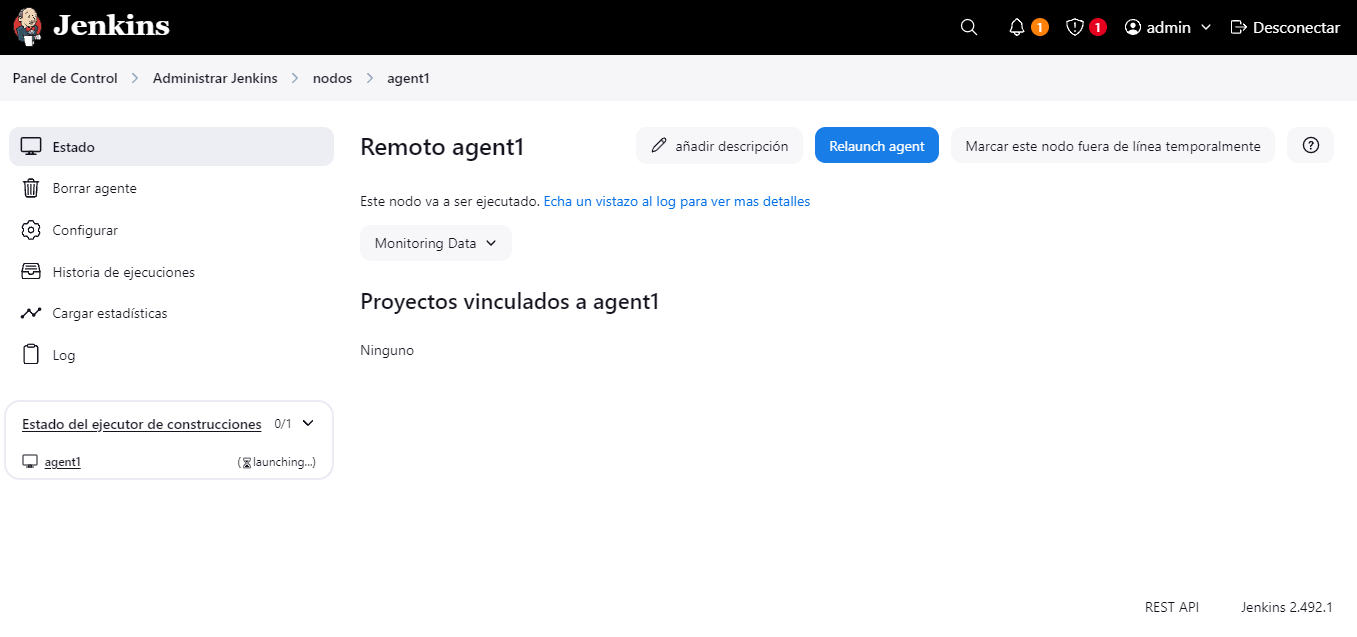 Jenkins
1
1
admin
Desconectar
Panel de Control
Administrar Jenkins
nodos
agent1
Estado
Borrar agente
Configurar
Historia de ejecuciones
Cargar estadísticas
Log
Estado del ejecutor de construcciones 0/1
agent1 (launching...)
Remoto agent1
añadir descripción
Relaunch agent
Marcar este nodo fuera de línea temporalmente
Este nodo va a ser ejecutado. Echa un vistazo al log para ver mas detalles
Monitoring Data
Proyectos vinculados a agent1
Ninguno
REST API
Jenkins 2.492.1